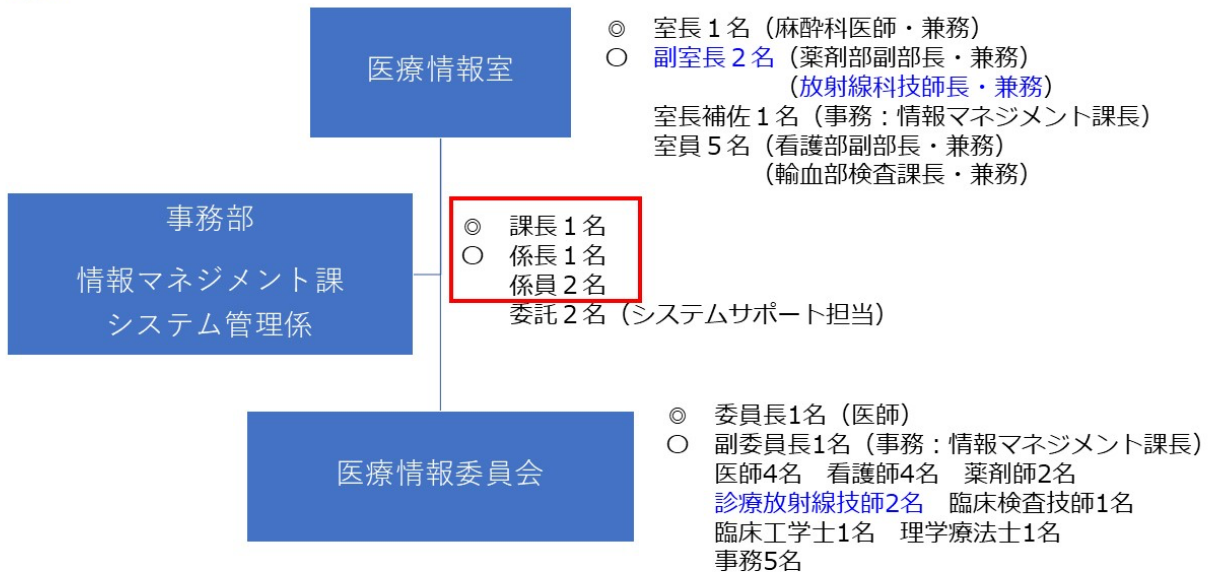 医療情報室
◎ 室長１名（麻酔科医師・兼務）
〇 副室長２名（薬剤部副部長・兼務）
（放射線科技師長・兼務）
室長補佐１名（事務：情報マネジメント課長）
室員５名（看護部副部長・兼務）
（輸血部検査課長・兼務）
事務部
情報マネジメント課
システム管理係
◎ 課長１名
〇 係長１名
係員２名
委託２名（システムサポート担当）
医療情報委員会
◎ 委員長1名（医師）
〇 副委員長1名（事務：情報マネジメント課長）
医師4名 看護師4名 薬剤師2名
診療放射線技師2名 臨床検査技師1名
臨床工学士1名 理学療法士1名
事務5名